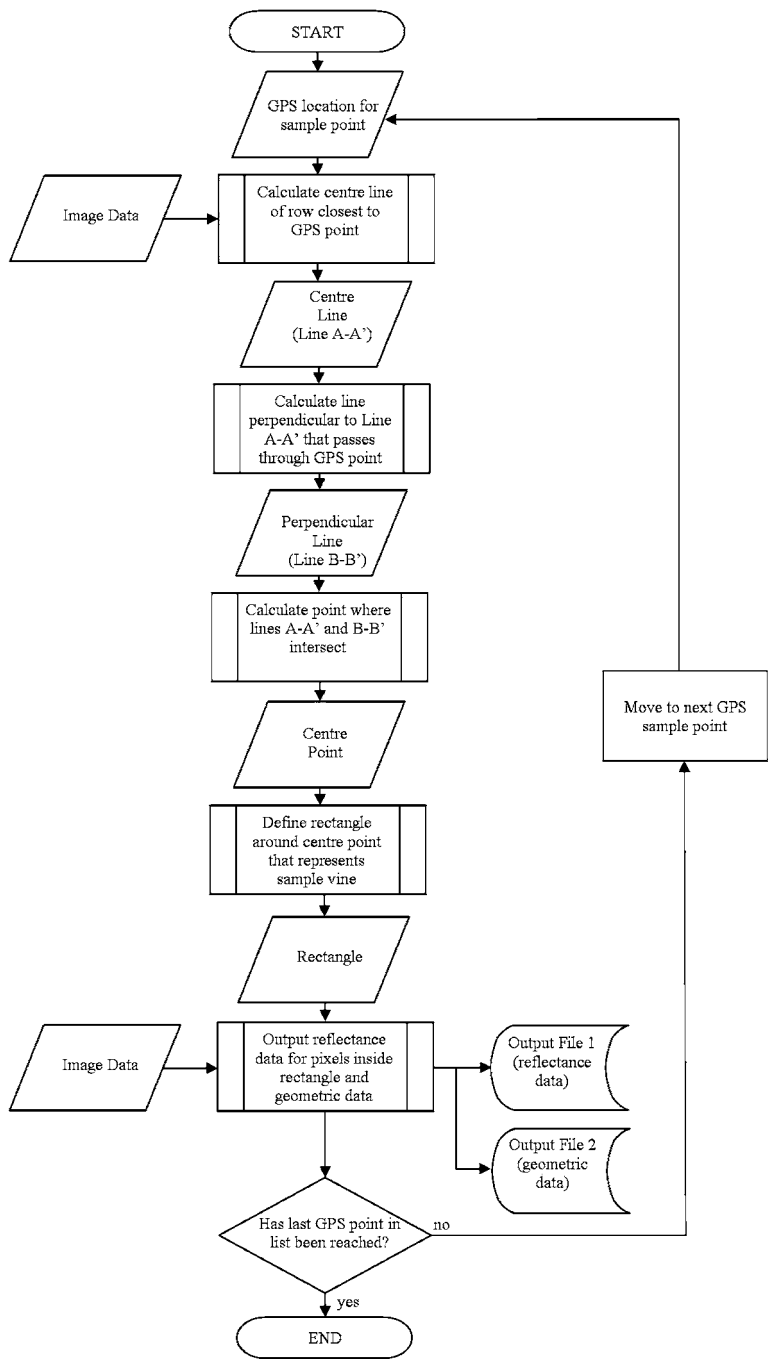 START
GPS location for
sample point
Image Data
Calculate centre line
of row closest to
GPS point
Centre
Line
(Line A-A’)
Calculate line
perpendicular to Line
A-A’ that passes
through GPS point
Perpendicular
Line
(Line B-B’)
Calculate point where
lines A-A’ and B-B’
intersect
Move to next GPS
sample point
Centre
Point
Define rectangle
around centre point
that represents
sample vine
Rectangle
Image Data
Output reflectance
data for pixels inside
rectangle and
geometric data
Output File 1
(reflectance
data)
Output File 2
(geometric
data)
Has last GPS point in
list been reached?
no
yes
END